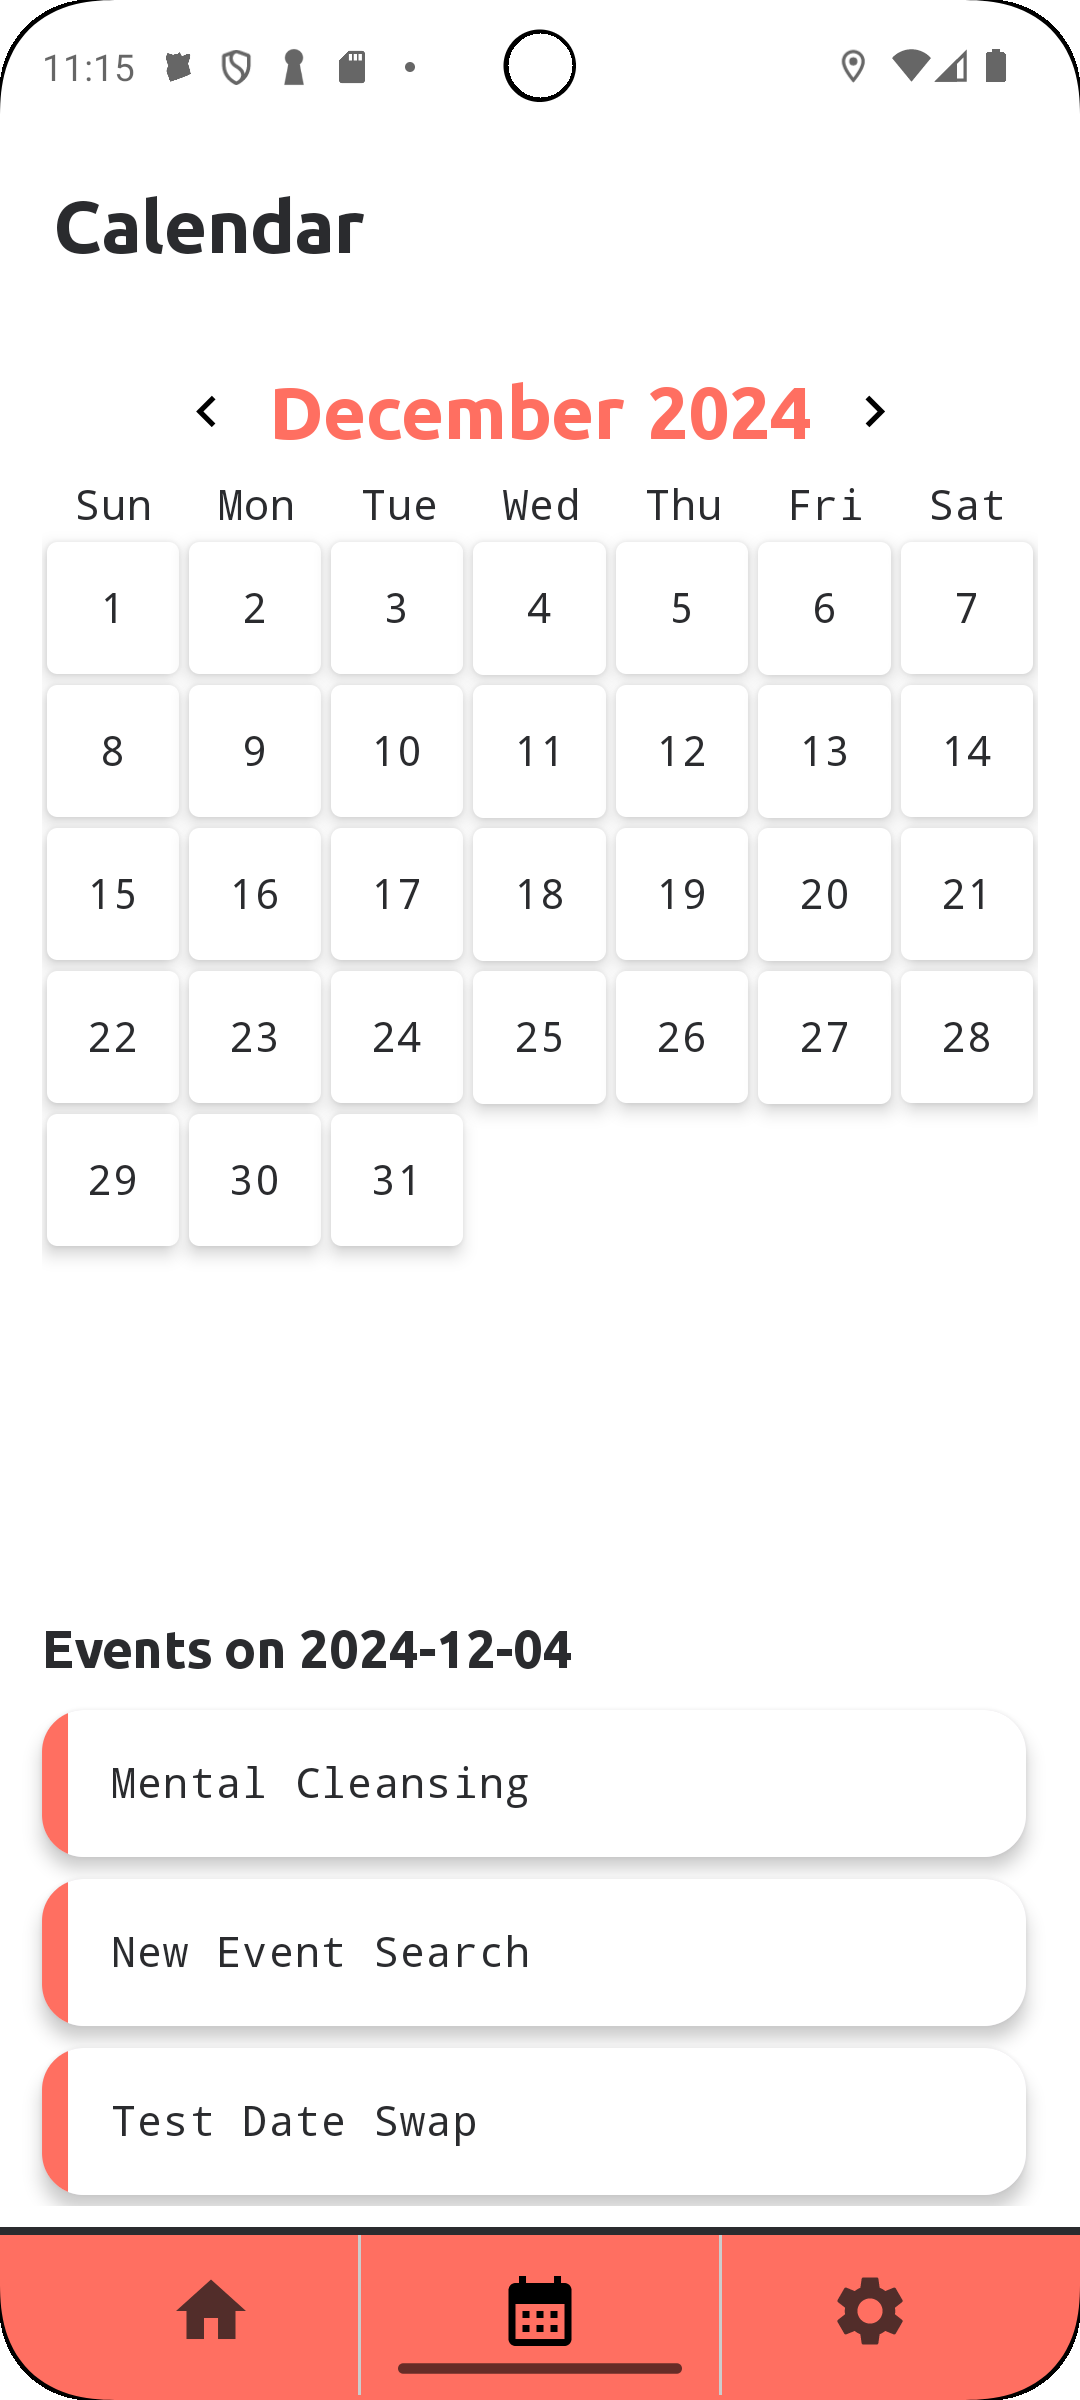 11:15
Calendar
December 2024
Sun Mon Tue Wed Thu Fri Sat
1 2 3 4 5 6 7
8 9 10 11 12 13 14
15 16 17 18 19 20 21
22 23 24 25 26 27 28
29 30 31
Events on 2024-12-04
Mental Cleansing
New Event Search
Test Date Swap